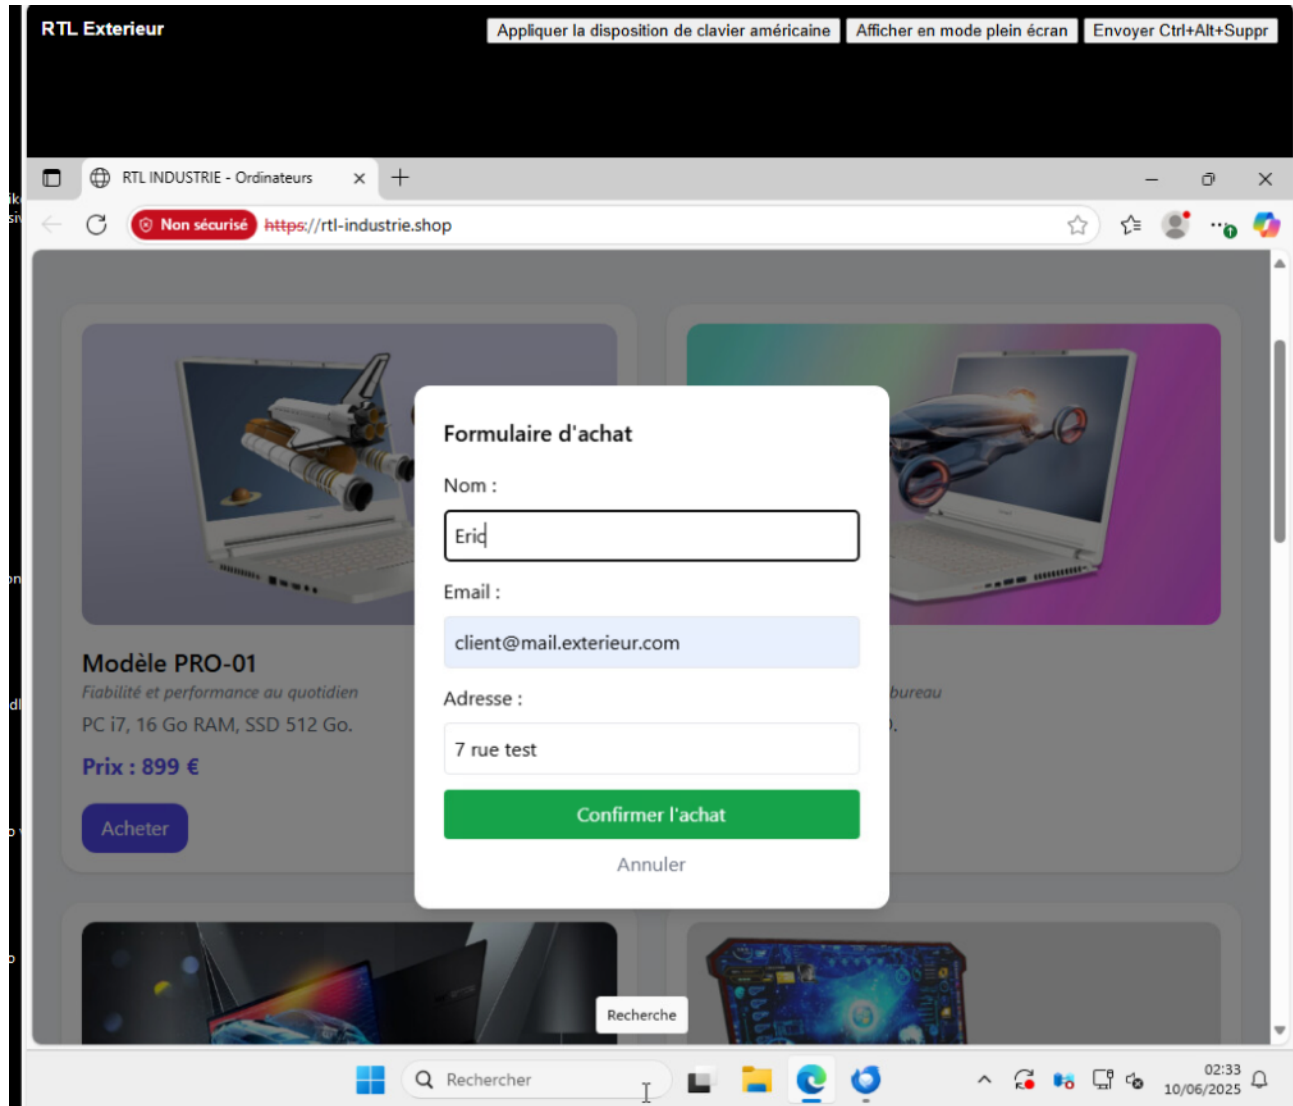 RTL Exterieur
Appliquer la disposition de clavier américaine
Afficher en mode plein écran
Envoyer Ctrl+Alt+Suppr
RTL INDUSTRIE - Ordinateurs
Non sécurisé https://rtl-industrie.shop
Formulaire d'achat
Nom :
Eric
Email :
client@mail.exterieur.com
Adresse :
7 rue test
Confirmer l'achat
Annuler
Modèle PRO-01
Fiabilité et performance au quotidien
PC i7, 16 Go RAM, SSD 512 Go.
Prix : 899 €
Acheter
bureau
Recherche
Rechercher
02:33
10/06/2025